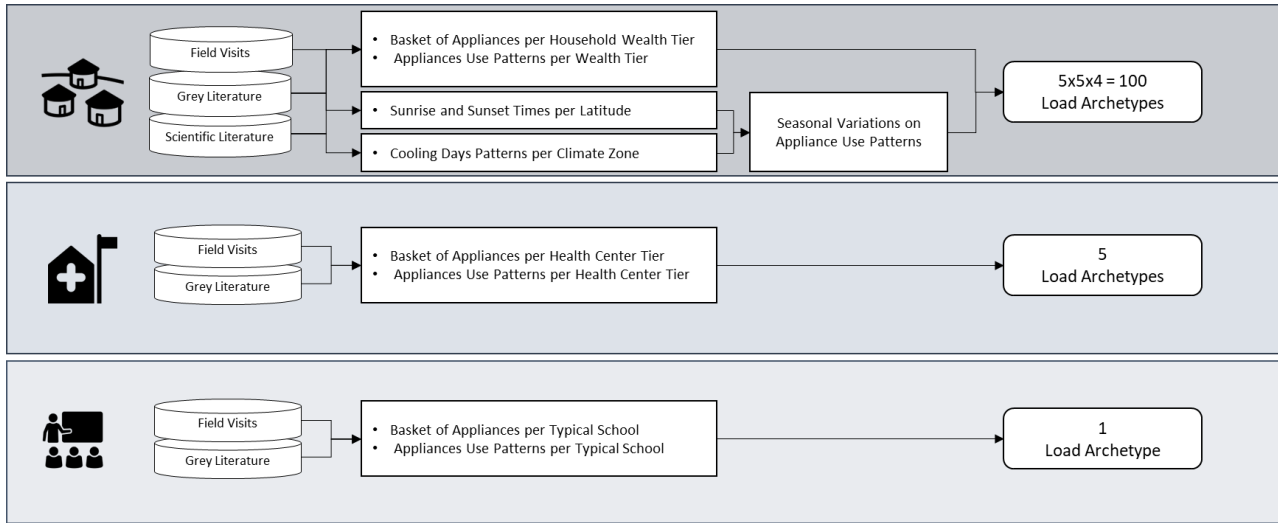 Field Visits
Grey Literature
Scientific Literature
• Basket of Appliances per Household Wealth Tier
• Appliances Use Patterns per Wealth Tier
• Sunrise and Sunset Times per Latitude
• Cooling Days Patterns per Climate Zone
Seasonal Variations on
Appliance Use Patterns
5x5x4 = 100
Load Archetypes
Field Visits
Grey Literature
• Basket of Appliances per Health Center Tier
• Appliances Use Patterns per Health Center Tier
5
Load Archetypes
Field Visits
Grey Literature
• Basket of Appliances per Typical School
• Appliances Use Patterns per Typical School
1
Load Archetype